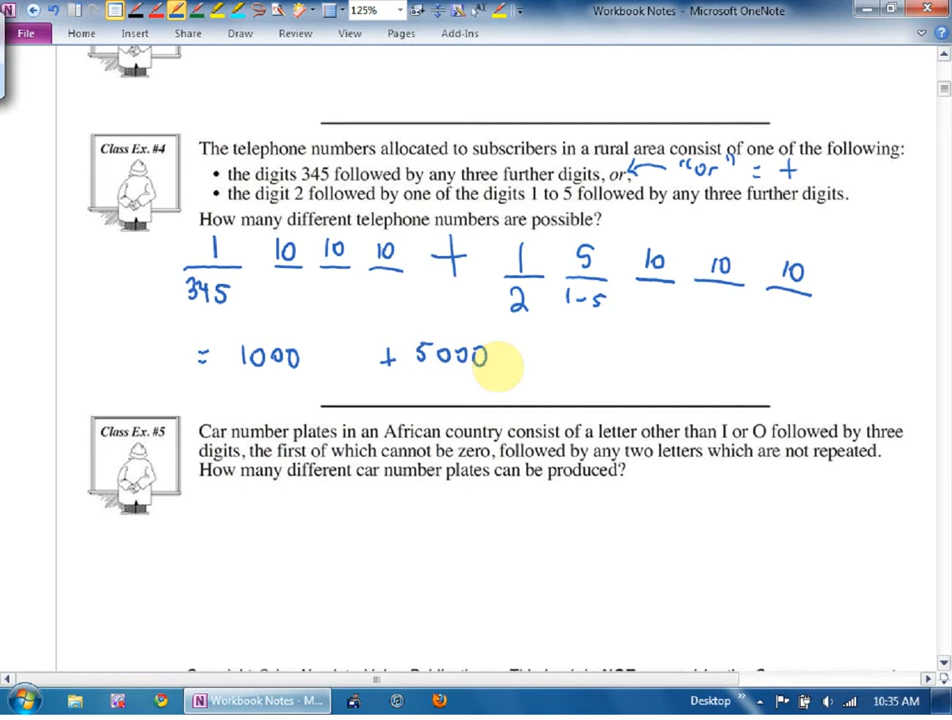 125%
Workbook Notes - Microsoft OneNote
File Home Insert Share Draw Review View Pages Add-Ins
Class Ex. #4
The telephone numbers allocated to subscribers in a rural area consist of one of the following:
• the digits 345 followed by any three further digits, or, "or" = +
• the digit 2 followed by one of the digits 1 to 5 followed by any three further digits.
How many different telephone numbers are possible?
1 10 10 10 + 1 5 10 10 10
345 2 1-5
= 1000 + 5000
Class Ex. #5
Car number plates in an African country consist of a letter other than I or O followed by three
digits, the first of which cannot be zero, followed by any two letters which are not repeated.
How many different car number plates can be produced?
Workbook Notes - M...
Desktop
10:35 AM